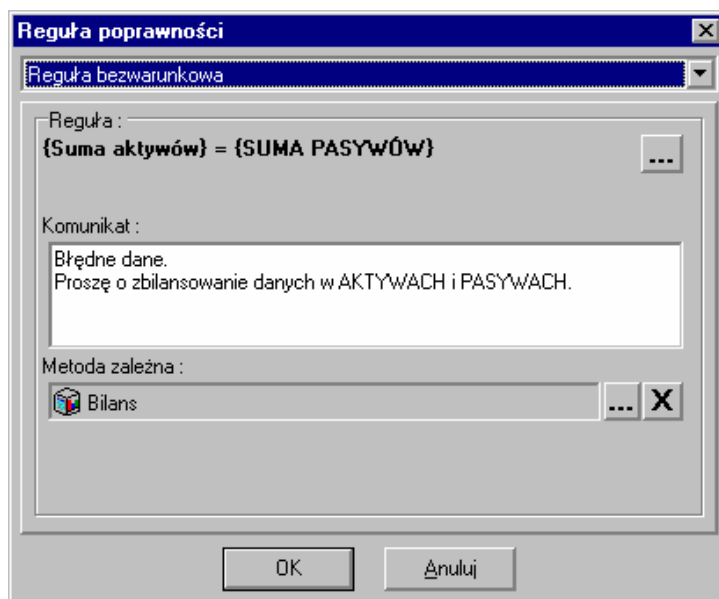 Reguła poprawności
Reguła bezwarunkowa
Reguła :
{Suma aktywów} = {SUMA PASYWÓW}
...
Komunikat :
Błędne dane.
Proszę o zbilansowanie danych w AKTYWACH i PASYWACH.
Metoda zależna :
Bilans ... X
OK Anuluj